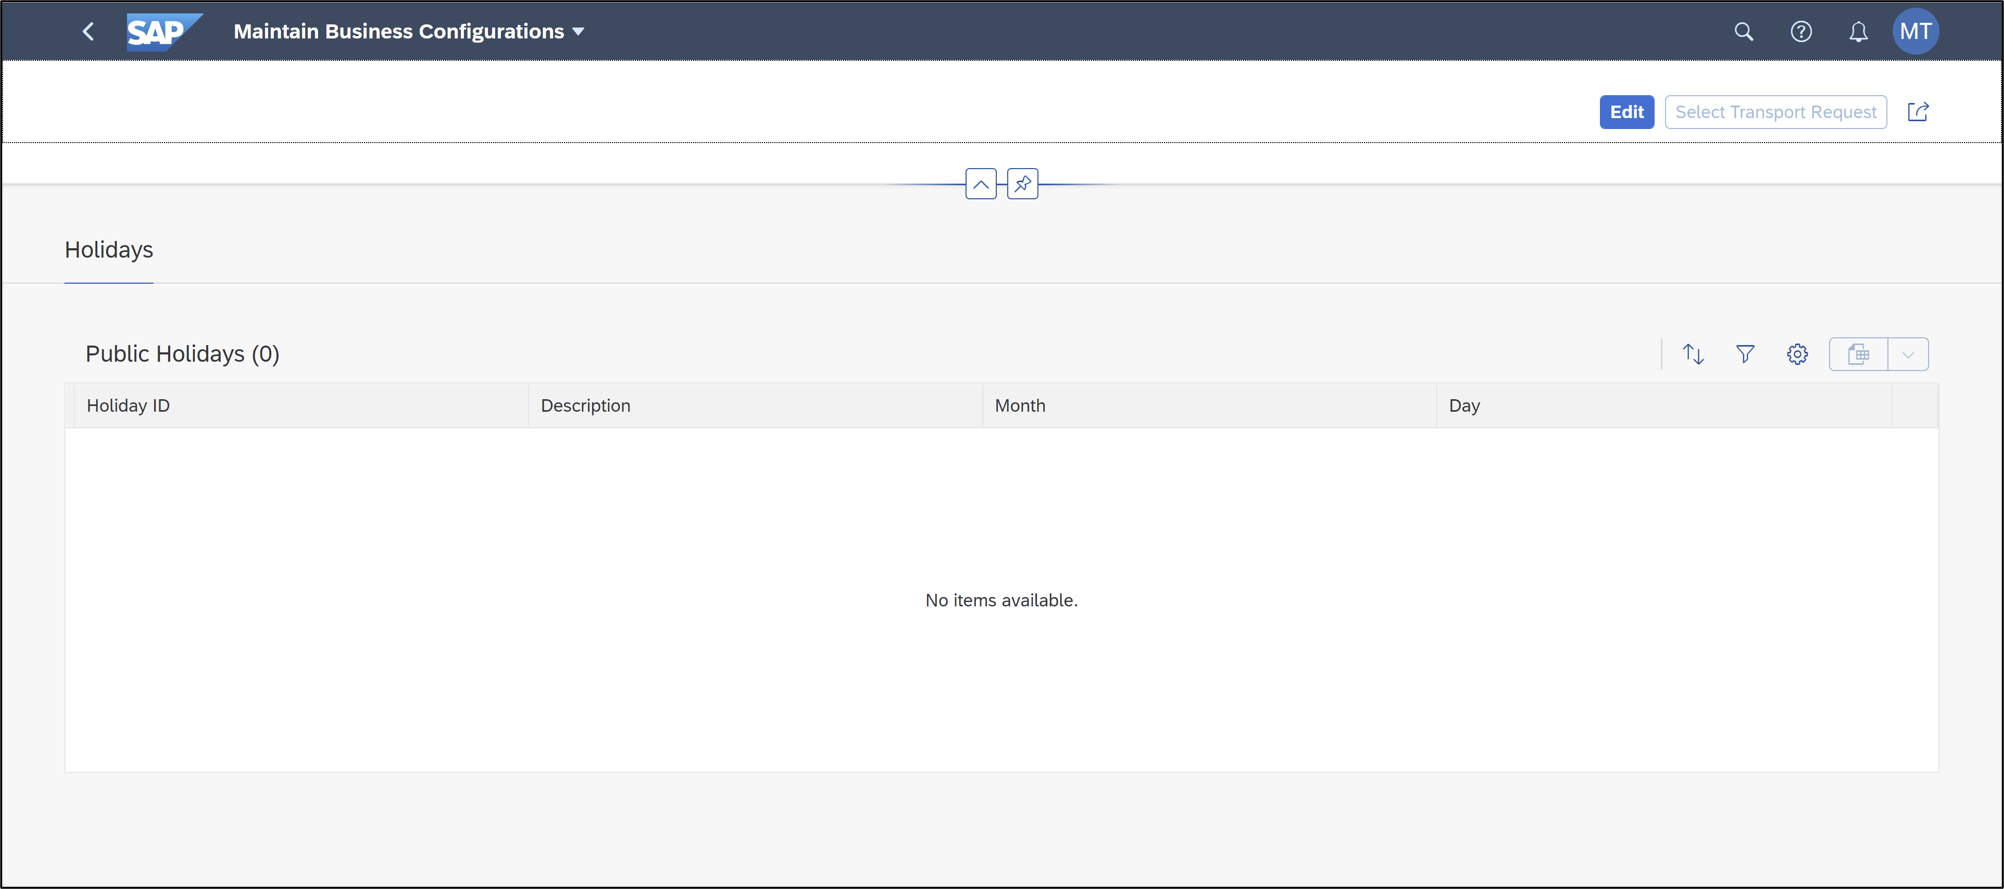 SAP Maintain Business Configurations MT
Edit Select Transport Request
Holidays
Public Holidays (0)
Holiday ID Description Month Day
No items available.